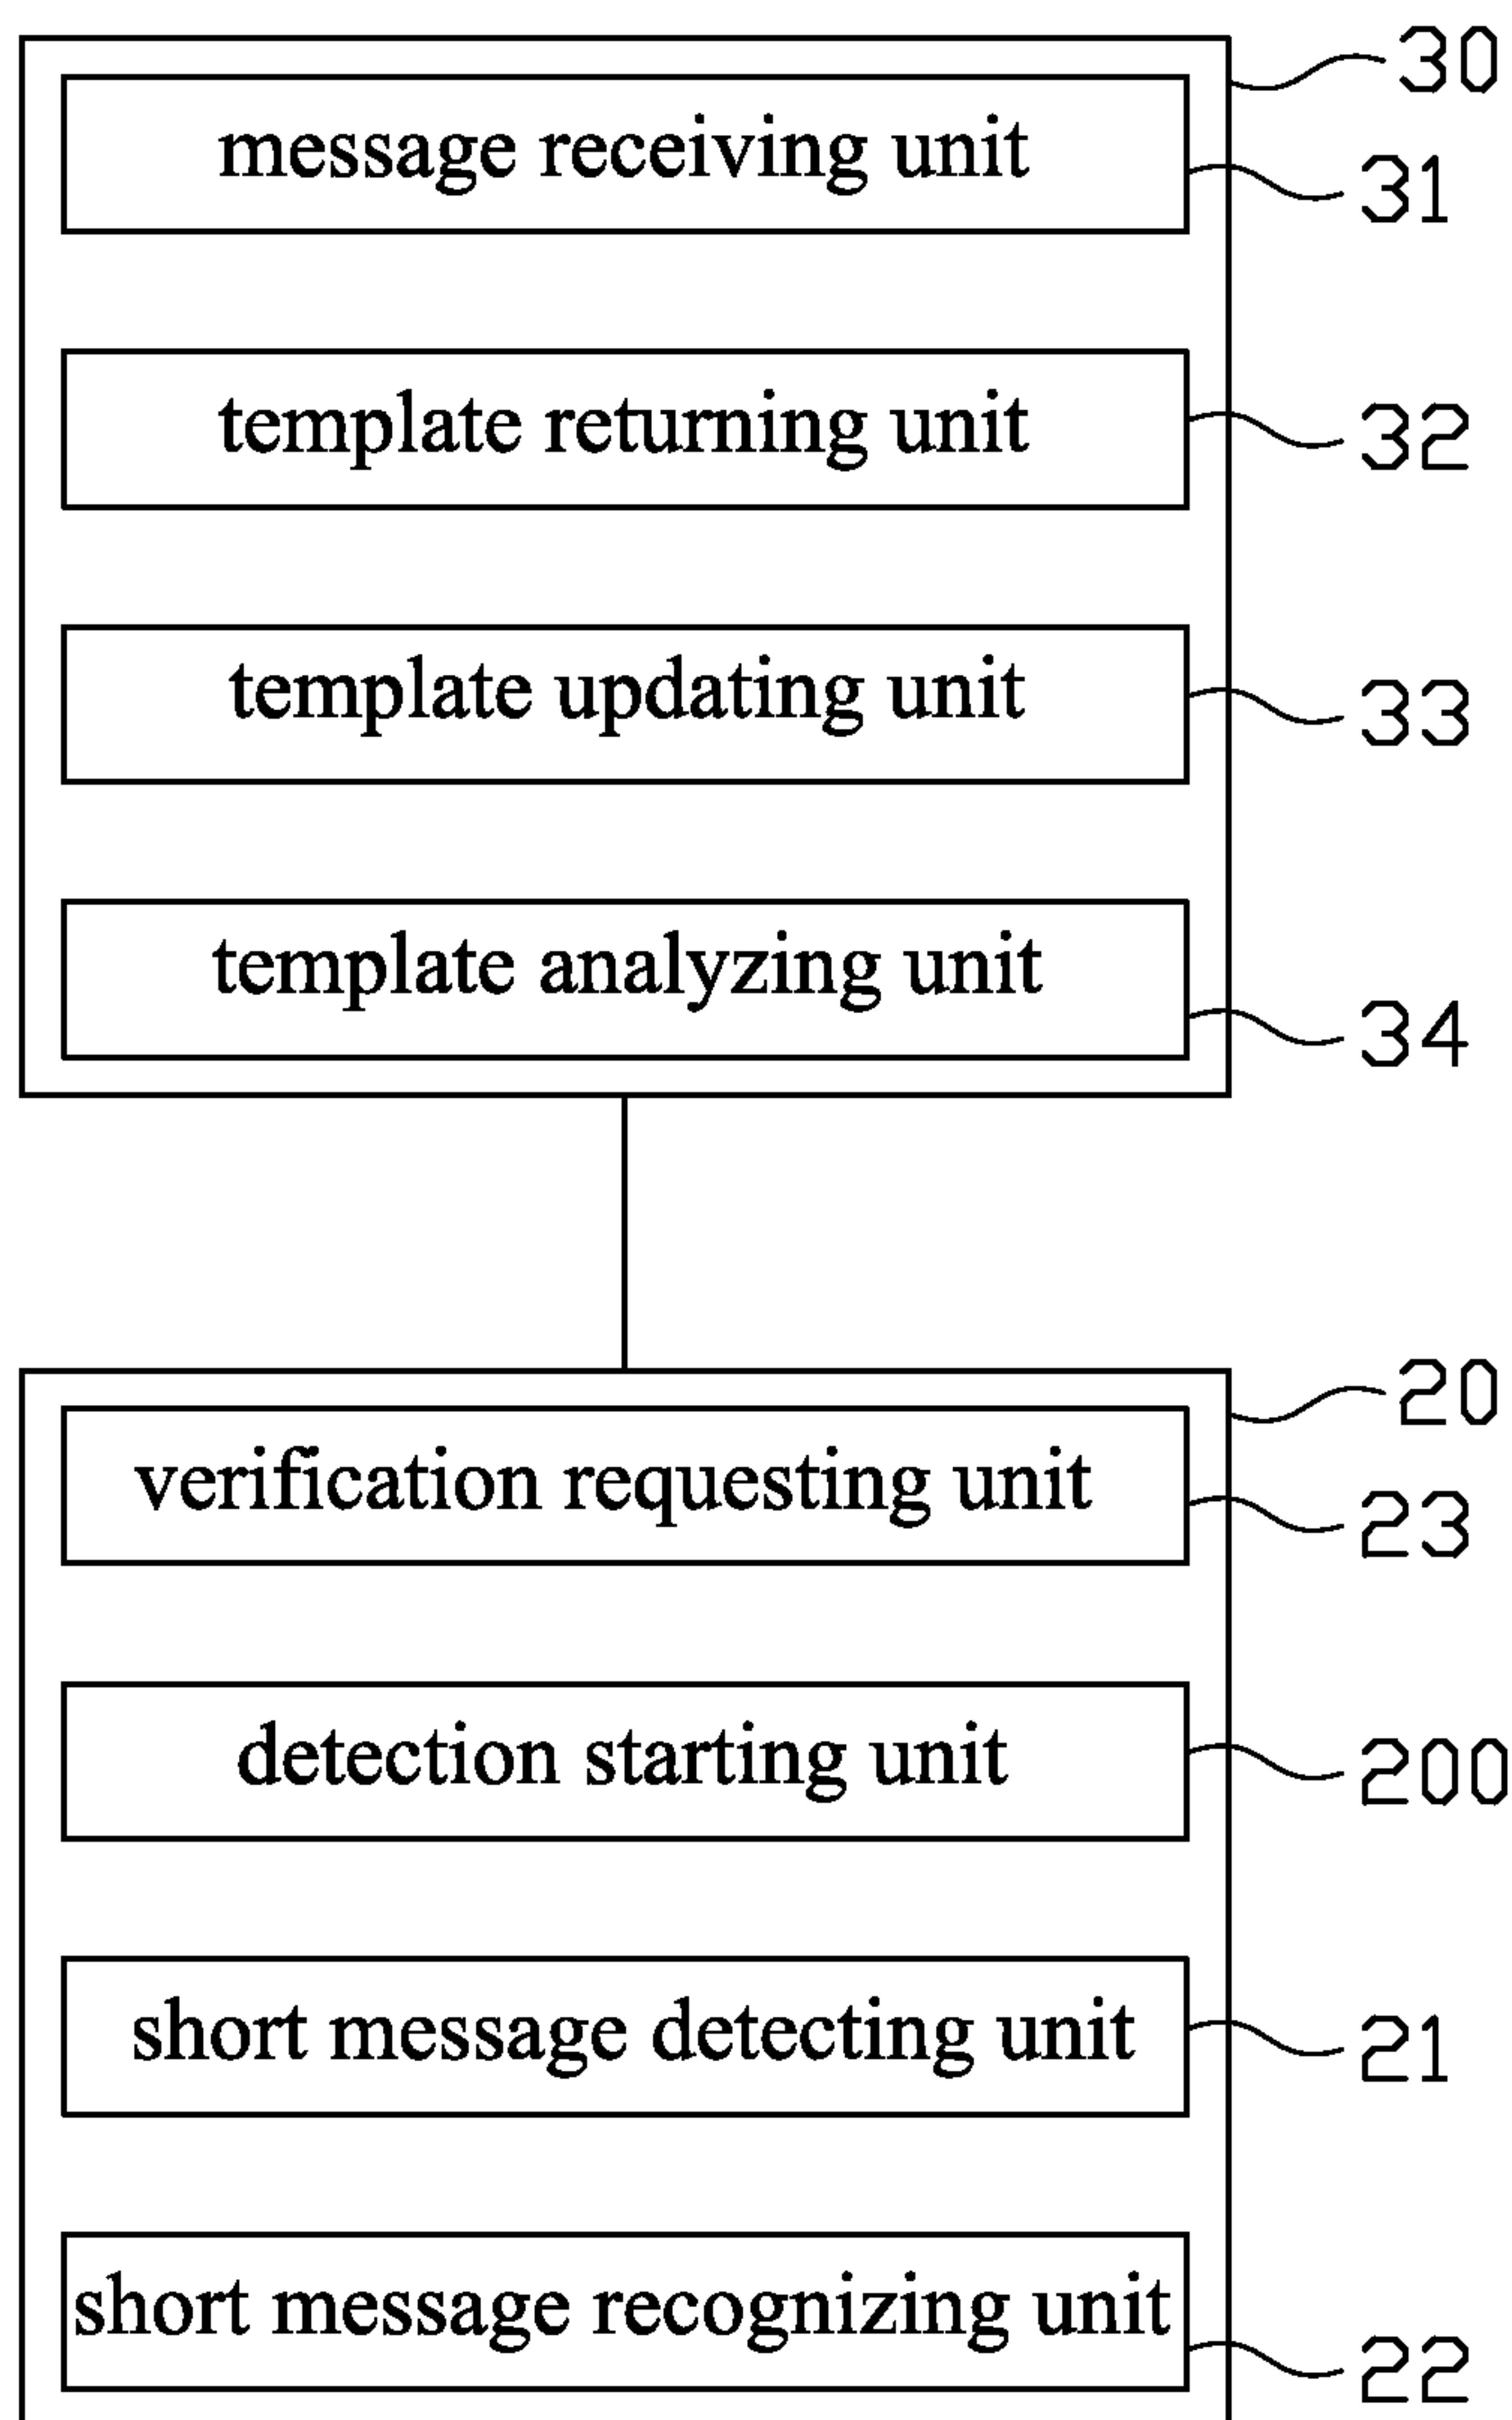 30
message receiving unit
31
template returning unit
32
template updating unit
33
template analyzing unit
34
20
verification requesting unit
23
detection starting unit
200
short message detecting unit
21
short message recognizing unit
22